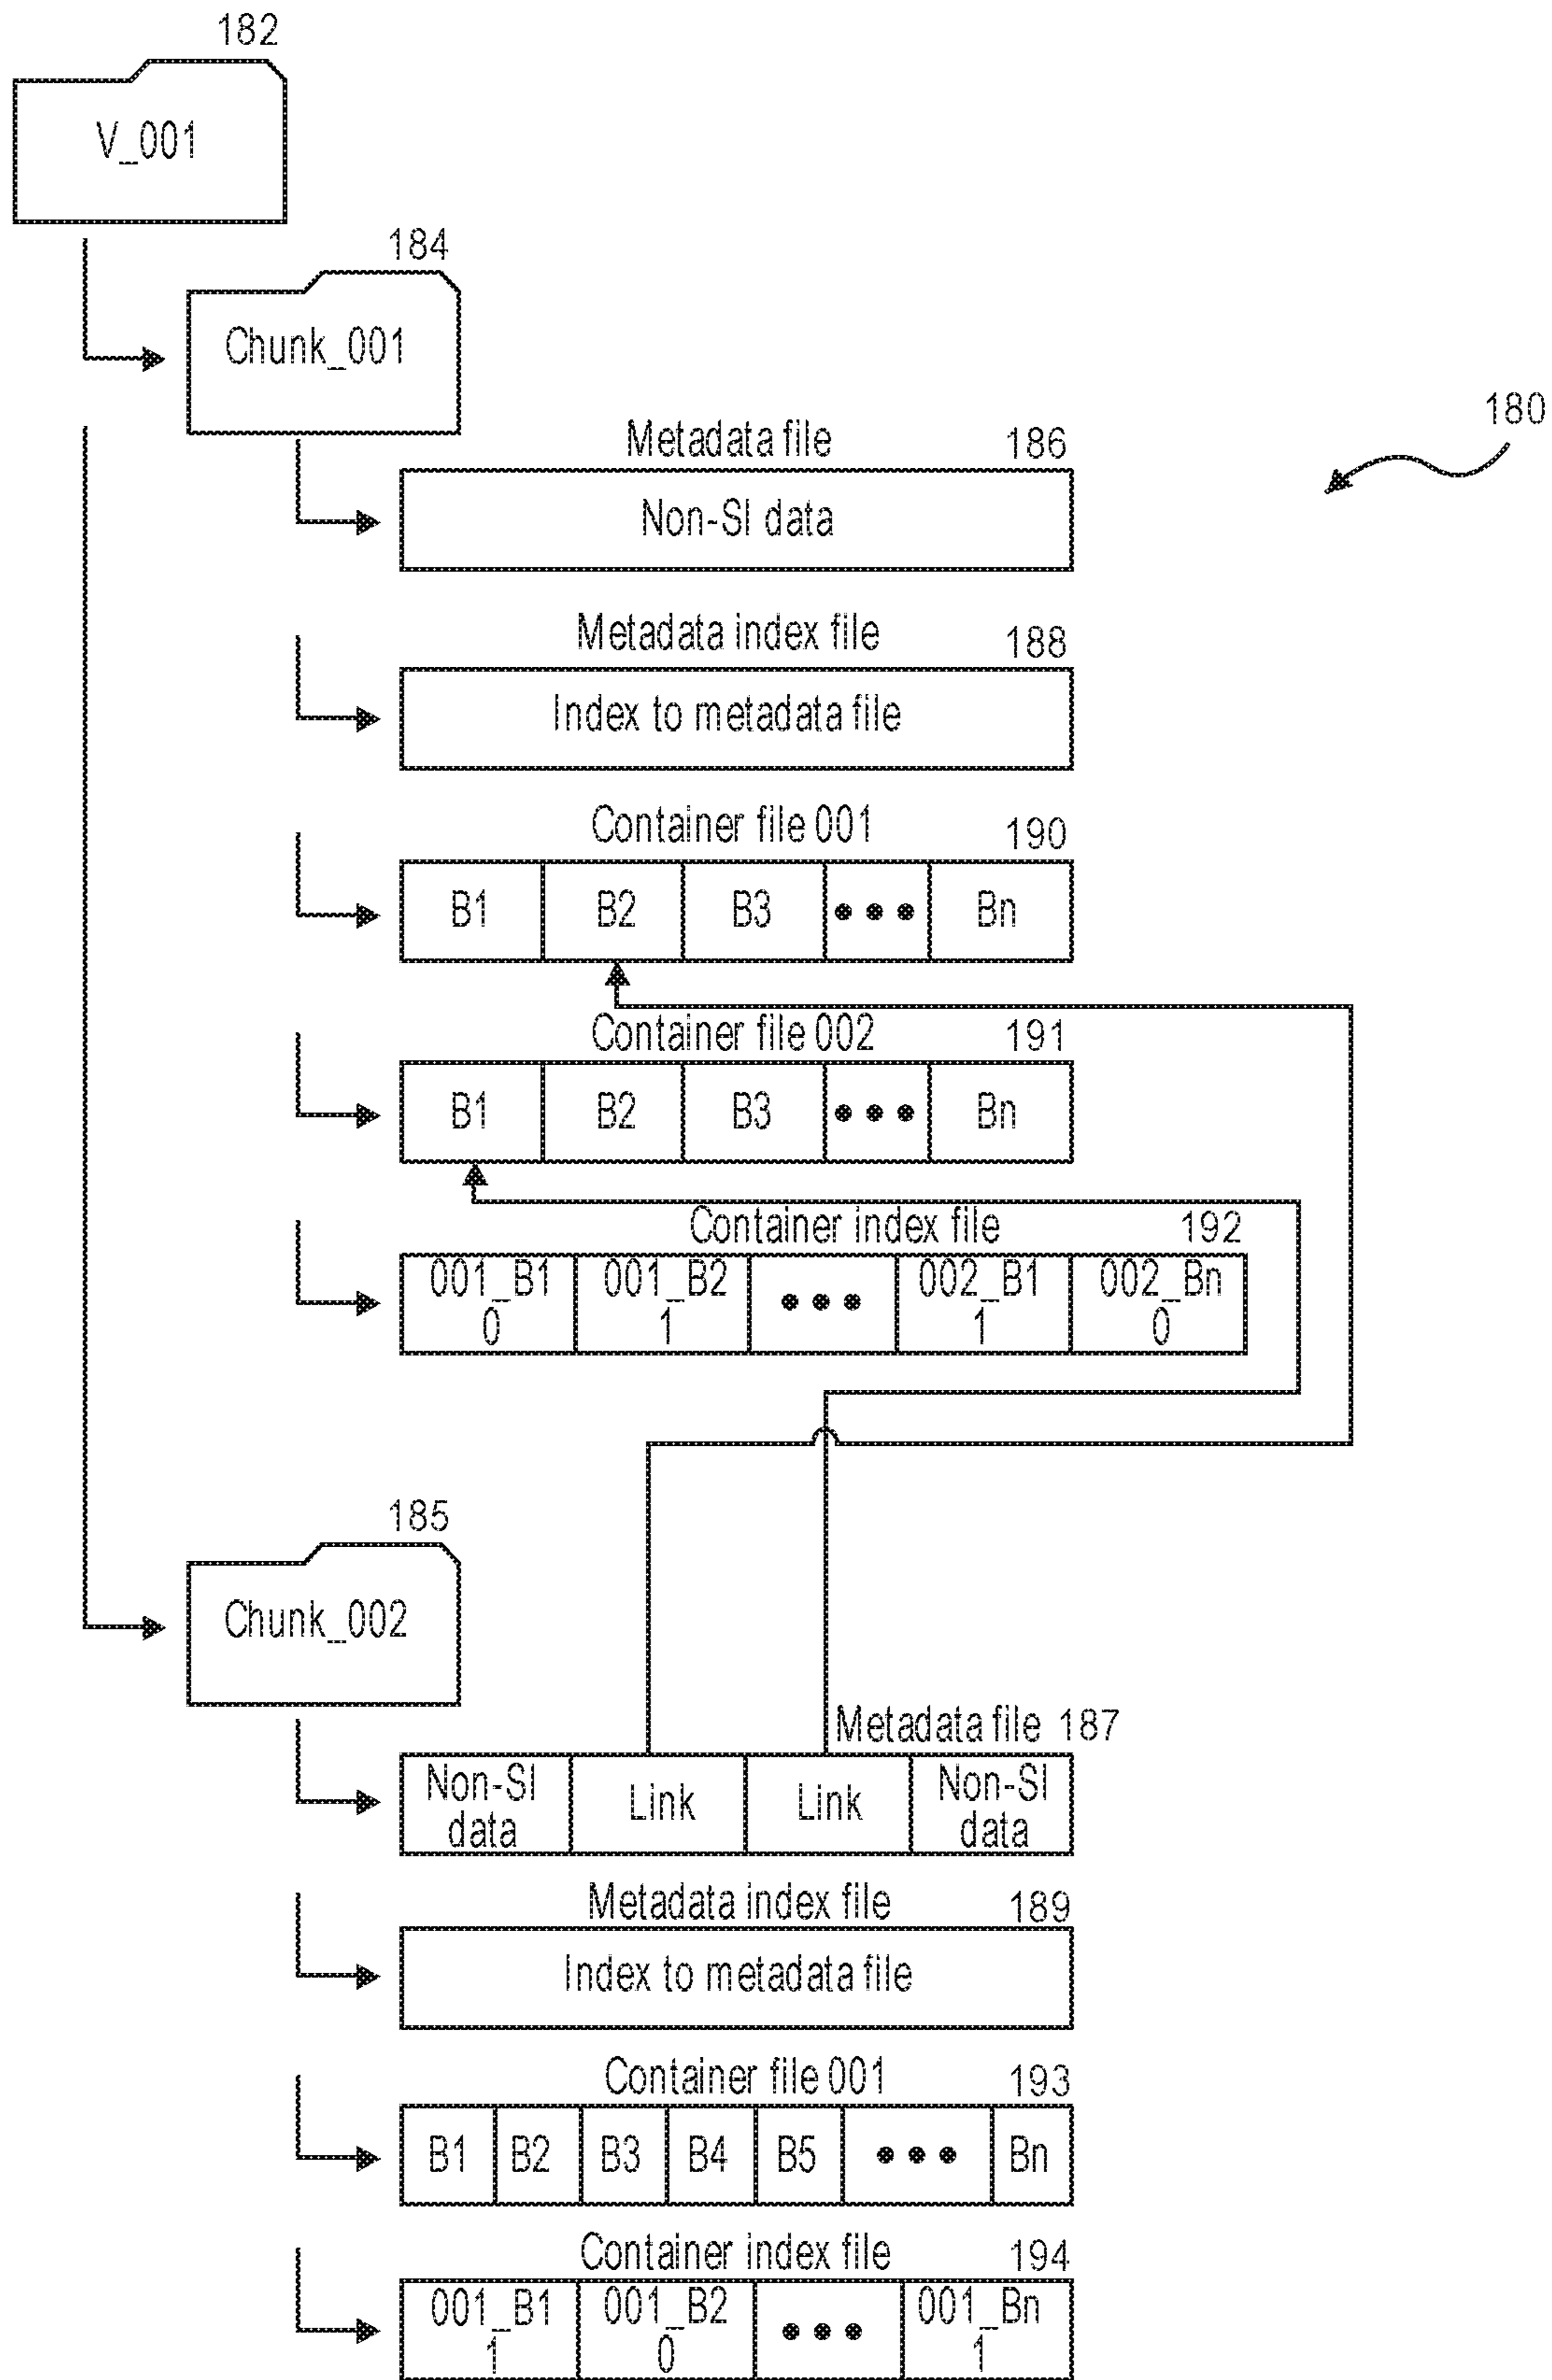 182
V_001
184
Chunk_001
180
Metadata file 186
Non-SI data
Metadata index file 188
Index to metadata file
Container file 001 190
B1 B2 B3 ••• Bn
Container file 002 191
B1 B2 B3 ••• Bn
Container index file 192
001_B1 001_B2 ••• 002_B1 002_Bn
0 1 1 0
185
Chunk_002
Metadata file 187
Non-SI Link Link Non-SI
data data
Metadata index file 189
Index to metadata file
Container file 001 193
B1 B2 B3 B4 B5 ••• Bn
Container index file 194
001_B1 001_B2 ••• 001_Bn
1 0 1